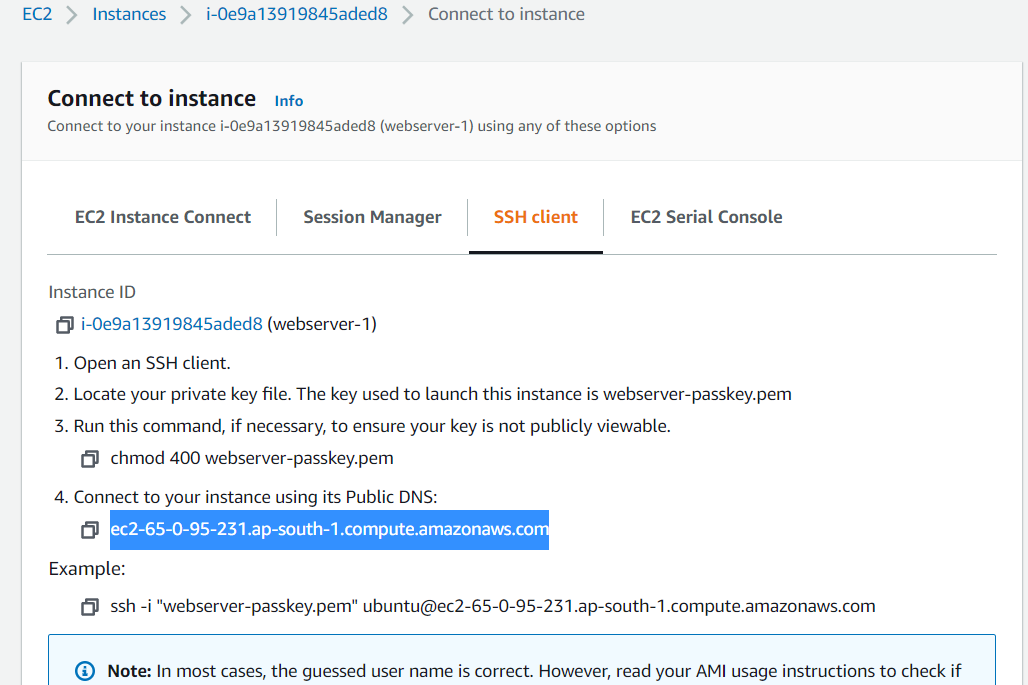 EC2 > Instances > i-0e9a13919845aded8 > Connect to instance
Connect to instance Info
Connect to your instance i-0e9a13919845aded8 (webserver-1) using any of these options
EC2 Instance Connect Session Manager SSH client EC2 Serial Console
Instance ID
i-0e9a13919845aded8 (webserver-1)
1. Open an SSH client.
2. Locate your private key file. The key used to launch this instance is webserver-passkey.pem
3. Run this command, if necessary, to ensure your key is not publicly viewable.
chmod 400 webserver-passkey.pem
4. Connect to your instance using its Public DNS:
ec2-65-0-95-231.ap-south-1.compute.amazonaws.com
Example:
ssh -i "webserver-passkey.pem" ubuntu@ec2-65-0-95-231.ap-south-1.compute.amazonaws.com
Note: In most cases, the guessed user name is correct. However, read your AMI usage instructions to check if